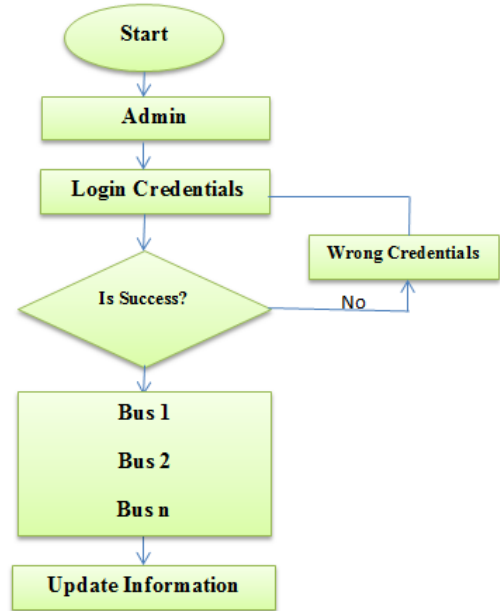 Start
Admin
Login Credentials
Wrong Credentials
Is Success?
No
Bus 1
Bus 2
Bus n
Update Information